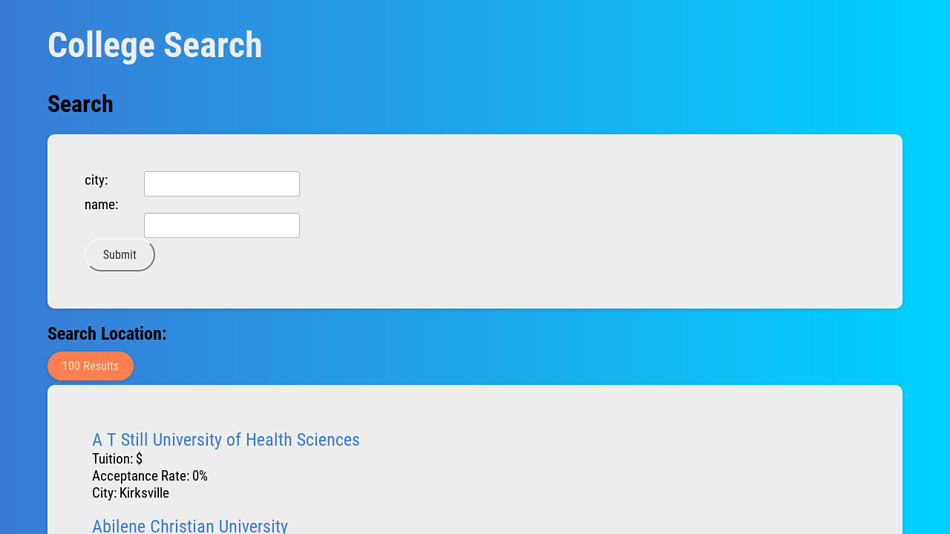 College Search
Search
city:
name:
Submit
Search Location:
100 Results
A T Still University of Health Sciences
Tuition: $
Acceptance Rate: 0%
City: Kirksville
Abilene Christian University